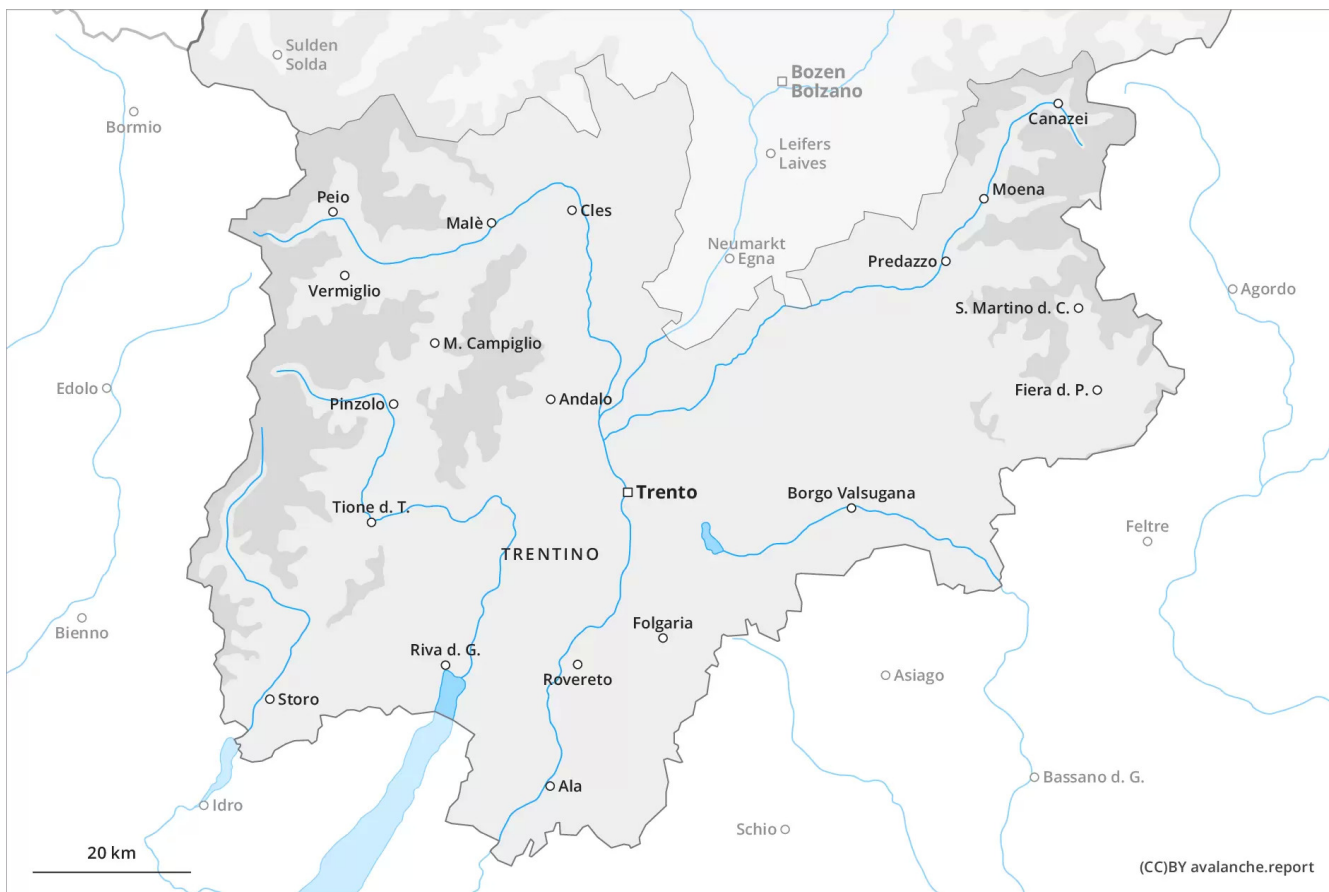 Sulden
Solda
Bozen
Bolzano
Bormio
Canazei
Leifers
Laives
Moena
Peio
Malè
Cles
Neumarkt
Egna
Predazzo
Vermiglio
Agordo
S. Martino d. C.
M. Campiglio
Edolo
Pinzolo
Andalo
Fiera d. P.
Trento
Borgo Valsugana
Tione d. T.
Feltre
TRENTINO
Bienno
Folgaria
Riva d. G.
Rovereto
Asiago
Storo
Bassano d. G.
Ala
Idro
Schio
20 km
(CC)BY avalanche.report